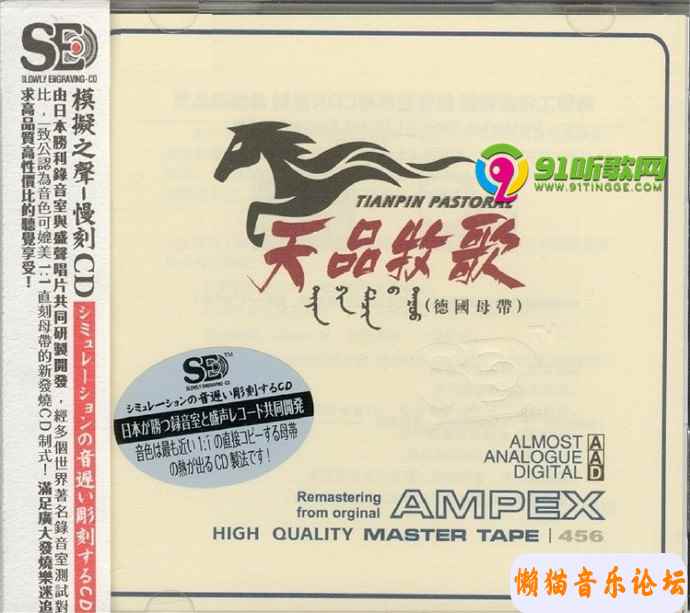 SE
SLOWLY ENGRAVING-CD
模擬之聲-慢刻CD
シミュレーションの音遅い彫刻するCD
由日本勝利錄音室與盛聲唱片共同研製開發，經多個世界著名錄音室測試對
比，一致公認為音色可媲美1:1直刻母帶的新發燒CD制式！滿足廣大發燒樂迷追
求高品質高性價比的聽覺享受！
91听歌网
WWW.91TINGGE.COM
TIANPIN PASTORAL
天品牧歌
(德國母帶)
SE TM
SLOWLY ENGRAVING-CD
シミュレーションの音遅い彫刻するCD
日本が勝つ録音室と盛声レコード共同開発
音色は最も近い1:1の直接コピーする母帯
の熱が出るCD製法です！
ALMOST A
ANALOGUE A
DIGITAL D
Remastering
from orginal AMPEX
HIGH QUALITY MASTER TAPE | 456
懒猫音乐论坛